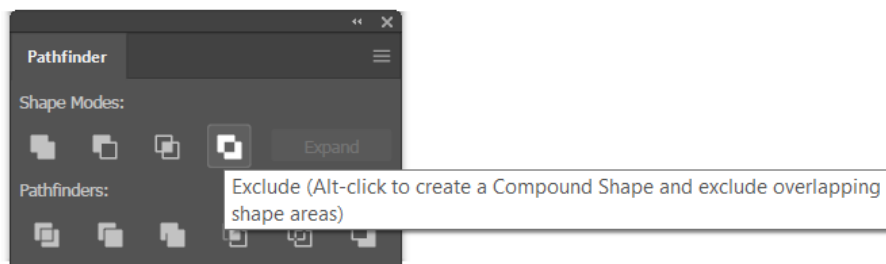 Pathfinder
Shape Modes:
Expand
Pathfinders:
Exclude (Alt-click to create a Compound Shape and exclude overlapping
shape areas)